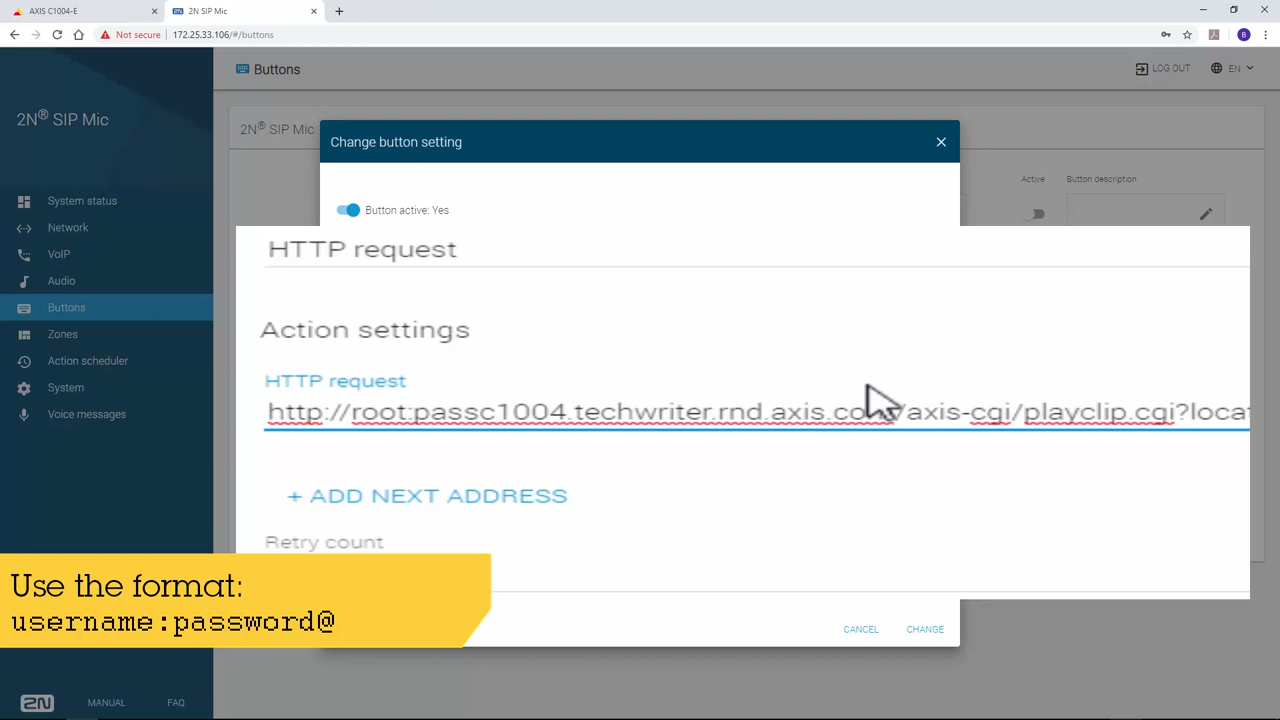 AXIS C1004-E
2N SIP Mic
Not secure
172.25.33.106/#/buttons
B
2N® SIP Mic
Buttons
LOG OUT
EN
System status
Network
VoIP
Audio
Buttons
Zones
Action scheduler
System
Voice messages
2N® SIP Mic
Active
Button description
Change button setting
Button active: Yes
HTTP request
Action settings
HTTP request
http://root:passc1004.techwriter.rnd.axis.com/axis-cgi/playclip.cgi?locat
+ ADD NEXT ADDRESS
Retry count
Use the format:
username:password@
CANCEL
CHANGE
2N
MANUAL
FAQ